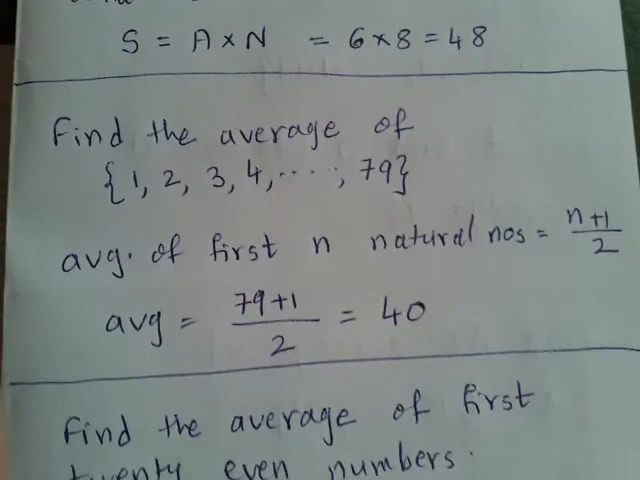 S = A × N = 6 × 8 = 48
Find the average of
{1, 2, 3, 4, ....., 79}
avg. of first n natural nos = n+1/2
avg = 79+1/2 = 40
Find the average of first
twenty even numbers.